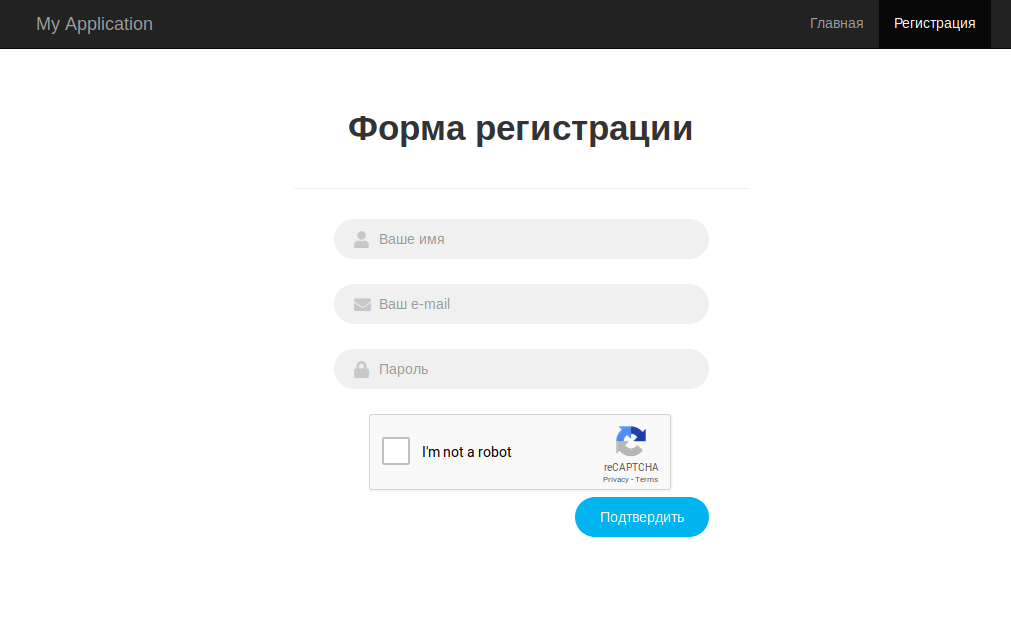 My Application
Главная
Регистрация
Форма регистрации
Ваше имя
Ваш e-mail
Пароль
I'm not a robot
reCAPTCHA
Privacy - Terms
Подтвердить